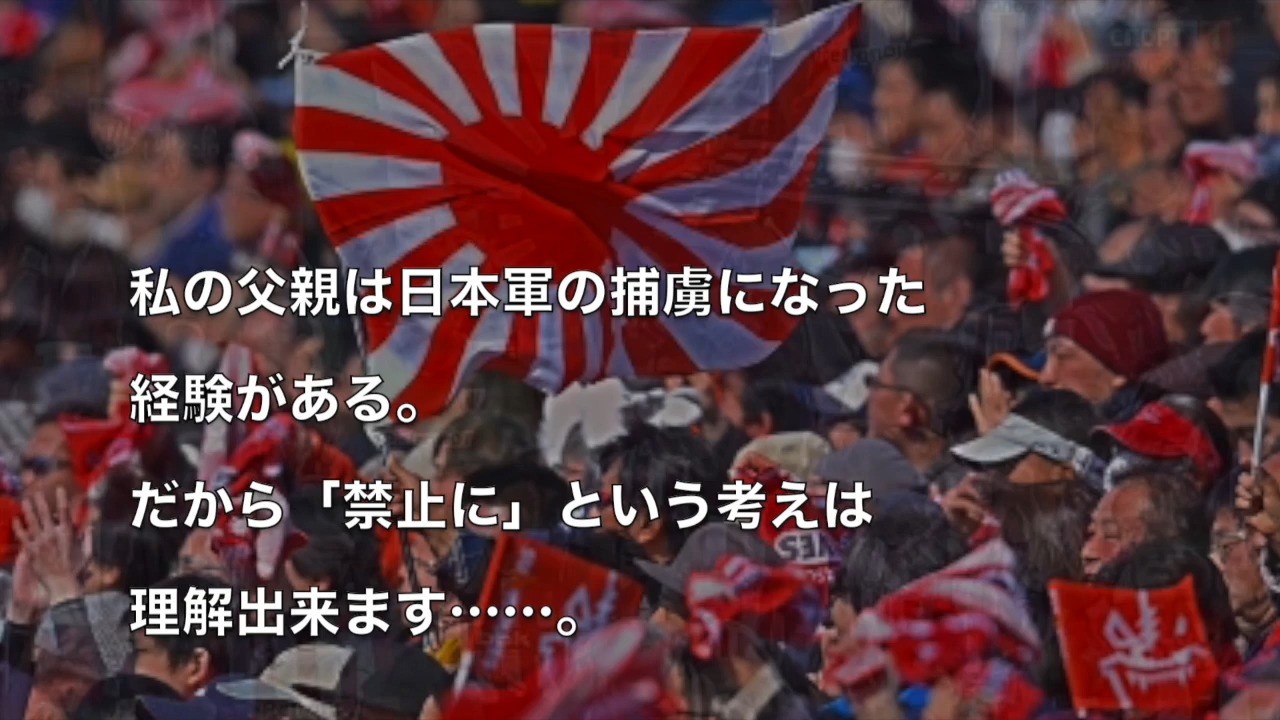 私の父親は日本軍の捕虜になった
経験がある。
だから「禁止に」という考えは
理解出来ます……。